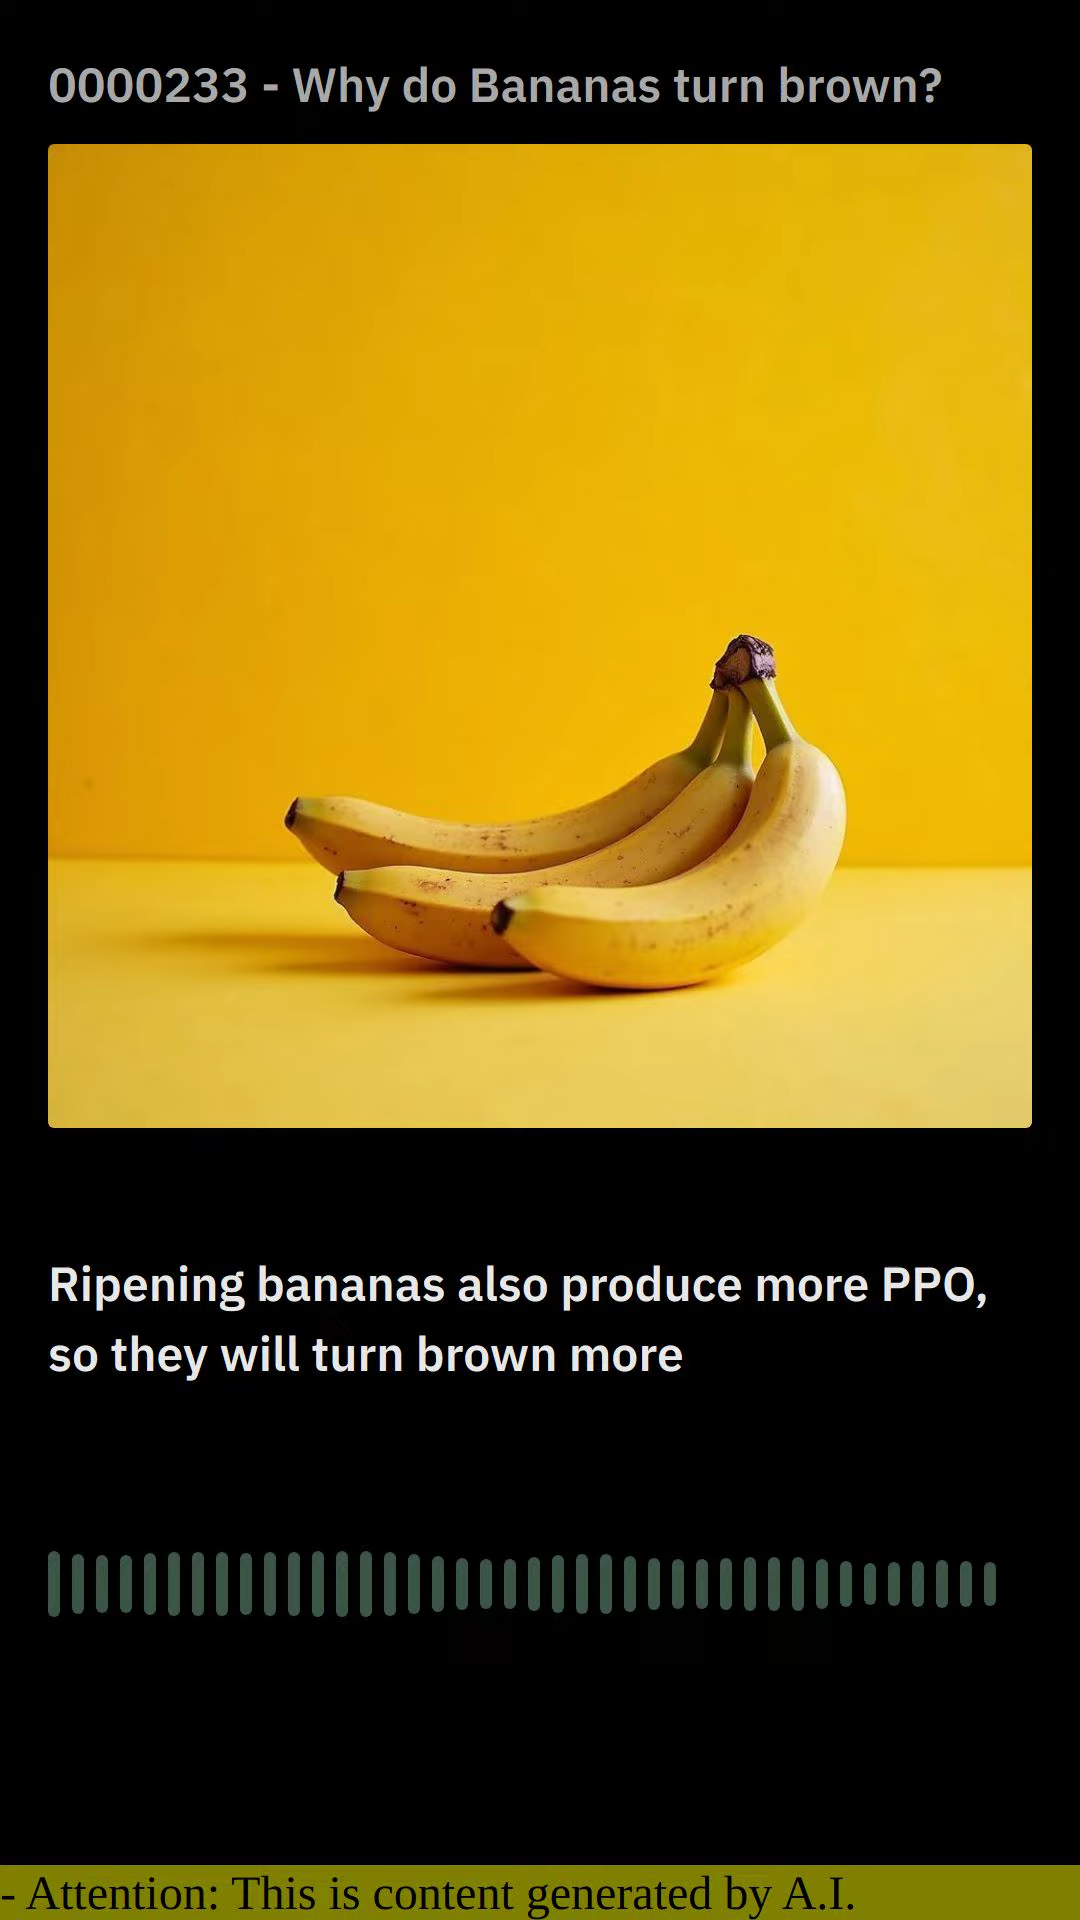 0000233 - Why do Bananas turn brown?
Ripening bananas also produce more PPO,
so they will turn brown more
- Attention: This is content generated by A.I.